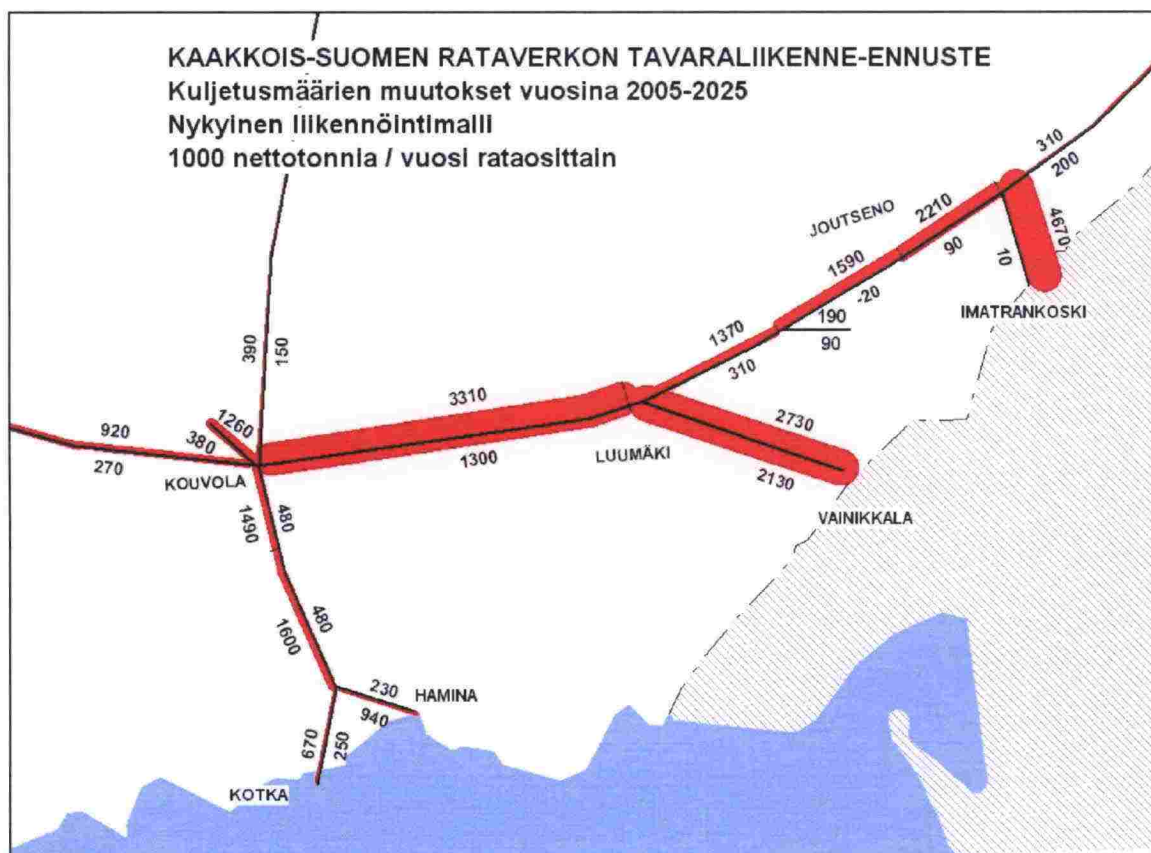 KAAKKOIS-SUOMEN RATAVERKON TAVARALIIKENNE-ENNUSTE
Kuljetusmäärien muutokset vuosina 2005-2025
Nykyinen liikennöintimalli
1000 nettotonnia / vuosi rataosittain
310
200
2210
JOUTSENO
4670
90
10
1590
-20
IMATRANKOSKI
190
90
1370
310
390
150
3310
1300
LUUMÄKI
2730
2130
VAINIKKALA
920
270
1260
380
KOUVOLA
480
1490
480
1600
230
HAMINA
940
670
250
KOTKA